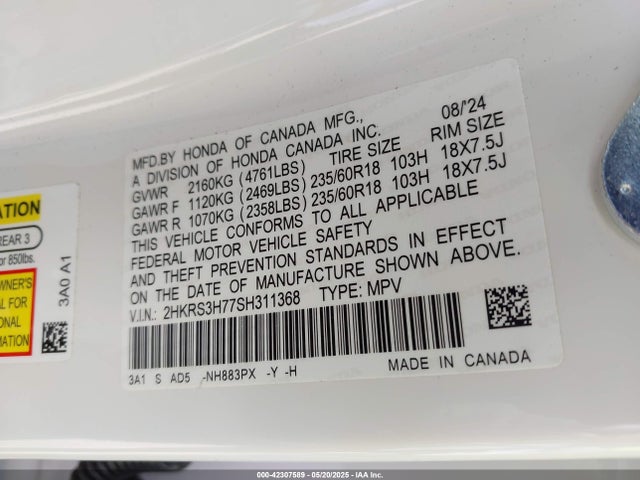 MFD.BY HONDA OF CANADA MFG., 08/'24
A DIVISION OF HONDA CANADA INC.
GVWR 2160KG (4761LBS) TIRE SIZE RIM SIZE
GAWR F 1120KG (2469LBS) 235/60R18 103H 18X7.5J
GAWR R 1070KG (2358LBS) 235/60R18 103H 18X7.5J
THIS VEHICLE CONFORMS TO ALL APPLICABLE
FEDERAL MOTOR VEHICLE SAFETY
AND THEFT PREVENTION STANDARDS IN EFFECT
ON THE DATE OF MANUFACTURE SHOWN ABOVE.
V.I.N.: 2HKRS3H77SH311368 TYPE: MPV
3A1 S AD5 -NH883PX -Y -H MADE IN CANADA
REAR 3
or 850lbs.
3A0 A1
000-42307589 - 05/20/2025 - IAA Inc.